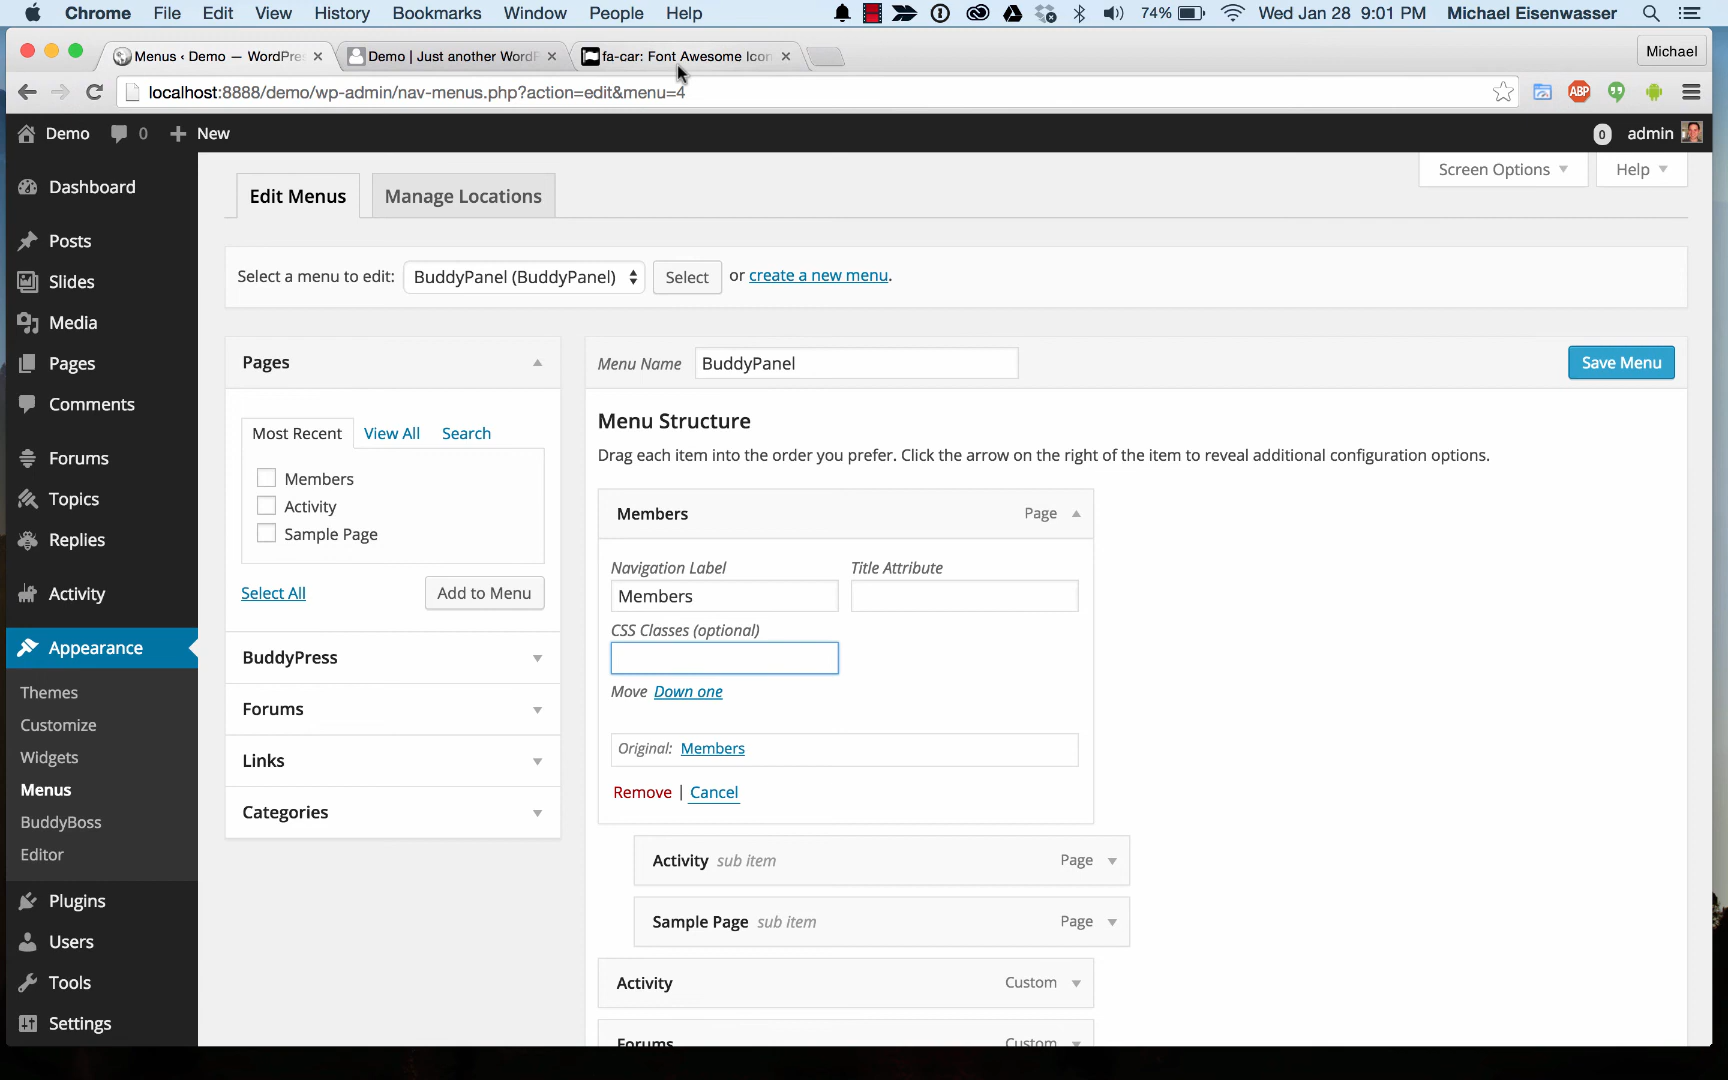 Chrome File Edit View History Bookmarks Window People Help 74% Wed Jan 28 9:01 PM Michael Eisenwasser
Menus ‹ Demo — WordPre Demo | Just another WordP fa-car: Font Awesome Icon Michael
localhost:8888/demo/wp-admin/nav-menus.php?action=edit&menu=4 ABP
Demo 0 New 0 admin
Screen Options Help
Dashboard
Posts
Slides
Media
Pages
Comments
Forums
Topics
Replies
Activity
Appearance
Themes
Customize
Widgets
Menus
BuddyBoss
Editor
Plugins
Users
Tools
Settings
Edit Menus Manage Locations
Select a menu to edit: BuddyPanel (BuddyPanel) Select or create a new menu.
Pages
Most Recent View All Search
Members
Activity
Sample Page
Select All Add to Menu
BuddyPress
Forums
Links
Categories
Menu Name BuddyPanel Save Menu
Menu Structure
Drag each item into the order you prefer. Click the arrow on the right of the item to reveal additional configuration options.
Members Page
Navigation Label Title Attribute
Members
CSS Classes (optional)
Move Down one
Original: Members
Remove | Cancel
Activity sub item Page
Sample Page sub item Page
Activity Custom
Forums Custom